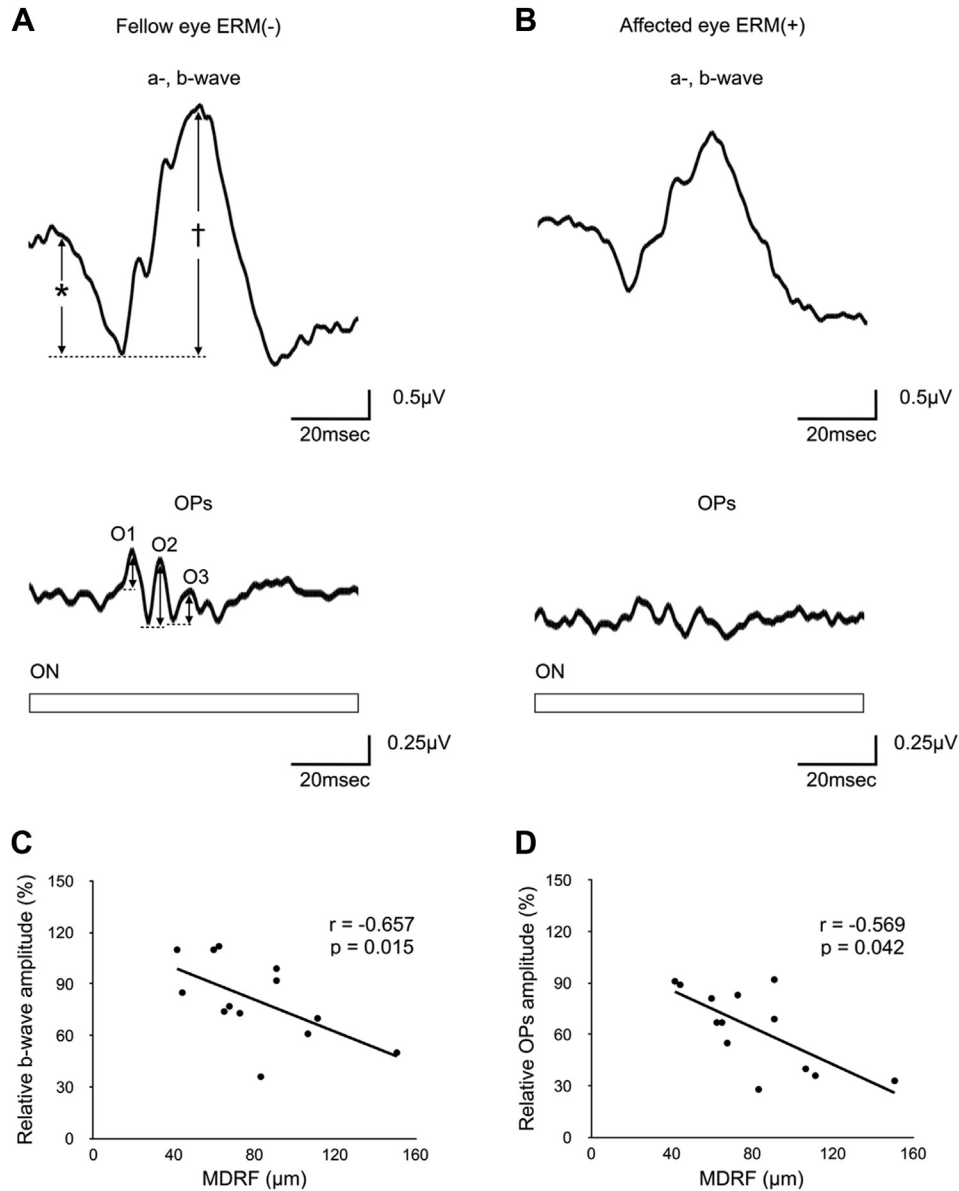 A
Fellow eye ERM(-)
a-, b-wave
*
†
0.5µV
20msec
OPs
O1
O2
O3
ON
0.25µV
20msec
B
Affected eye ERM(+)
a-, b-wave
0.5µV
20msec
OPs
ON
0.25µV
20msec
C
Relative b-wave amplitude (%)
150
120
90
60
30
0
r = -0.657
p = 0.015
0 40 80 120 160
MDRF (µm)
D
Relative OPs amplitude (%)
150
120
90
60
30
0
r = -0.569
p = 0.042
0 40 80 120 160
MDRF (µm)